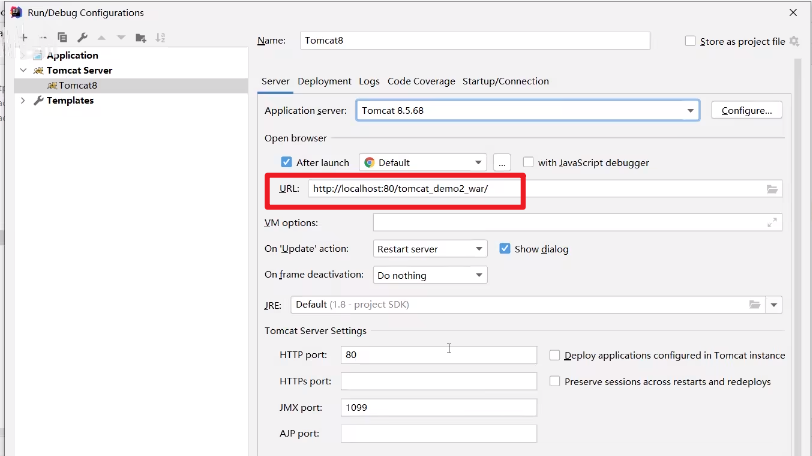 Run/Debug Configurations
Name: Tomcat8
Store as project file
Application
Tomcat Server
Tomcat8
Templates
Server Deployment Logs Code Coverage Startup/Connection
Application server: Tomcat 8.5.68 Configure...
Open browser
After launch Default ... with JavaScript debugger
URL: http://localhost:80/tomcat_demo2_war/
VM options:
On 'Update' action: Restart server Show dialog
On frame deactivation: Do nothing
JRE: Default (1.8 - project SDK)
Tomcat Server Settings
HTTP port: 80 Deploy applications configured in Tomcat instance
HTTPs port: Preserve sessions across restarts and redeploys
JMX port: 1099
AJP port: